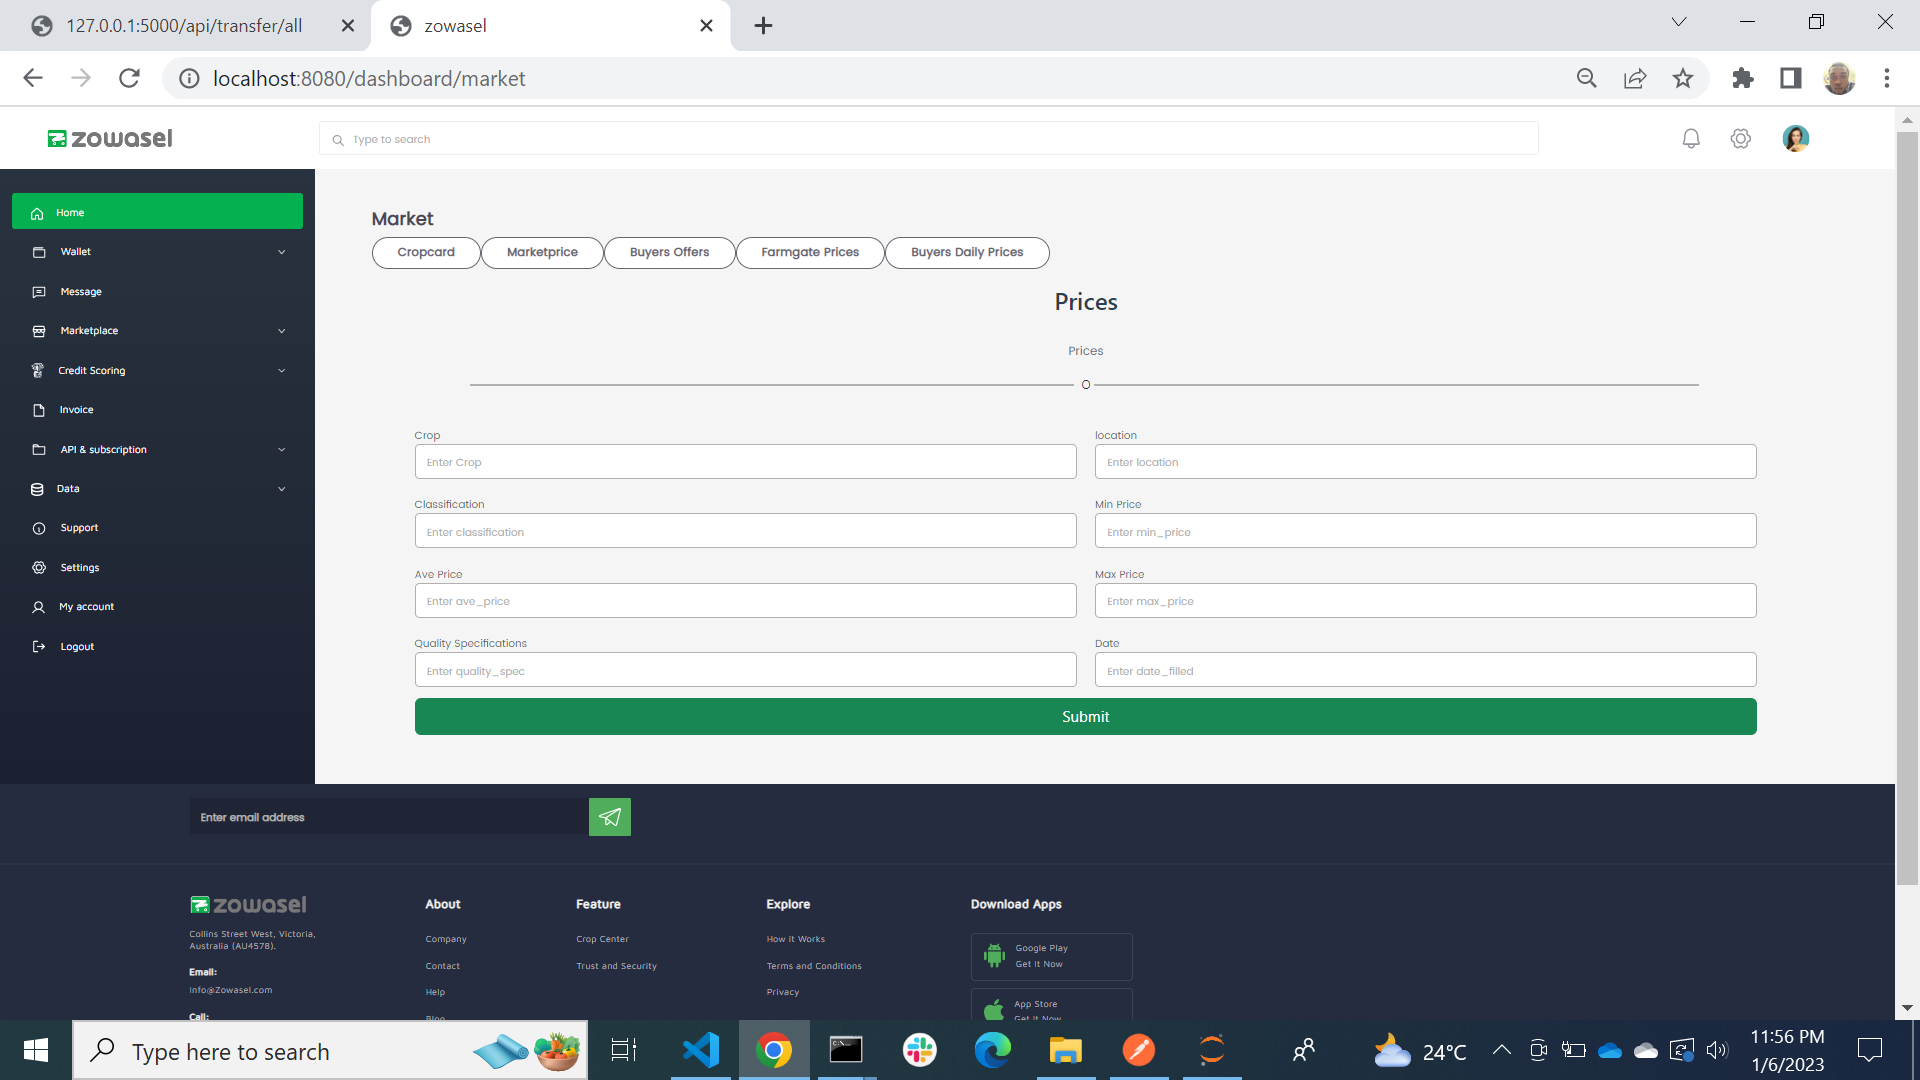 127.0.0.1:5000/api/transfer/all
zowasel
localhost:8080/dashboard/market
zowasel
Type to search
Home
Wallet
Message
Marketplace
Credit Scoring
Invoice
API & subscription
Data
Support
Settings
My account
Logout
Market
Cropcard
Marketprice
Buyers Offers
Farmgate Prices
Buyers Daily Prices
Prices
Prices
Crop
Enter Crop
location
Enter location
Classification
Enter classification
Min Price
Enter min_price
Ave Price
Enter ave_price
Max Price
Enter max_price
Quality Specifications
Enter quality_spec
Date
Enter date_filled
Submit
Enter email address
zowasel
Collins Street West, Victoria,
Australia (AU4578).
Email:
Info@Zowasel.com
Call:
About
Company
Contact
Help
Blog
Feature
Crop Center
Trust and Security
Explore
How It Works
Terms and Conditions
Privacy
Download Apps
Google Play
Get It Now
App Store
Get It Now
Type here to search
24°C
11:56 PM
1/6/2023